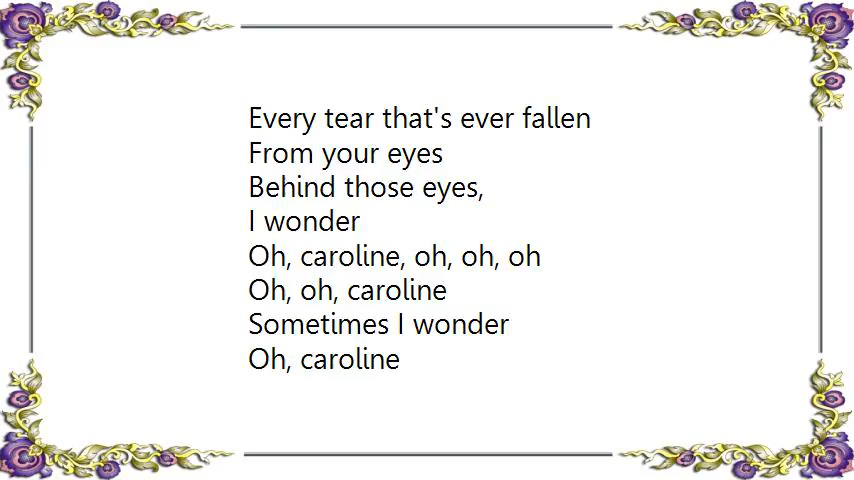 Every tear that's ever fallen
From your eyes
Behind those eyes,
I wonder
Oh, caroline, oh, oh, oh
Oh, oh, caroline
Sometimes I wonder
Oh, caroline